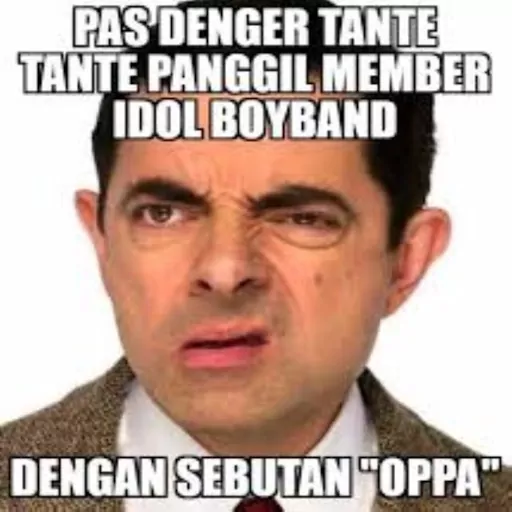 PAS DENGER TANTE
TANTE PANGGIL MEMBER
IDOL BOYBAND
DENGAN SEBUTAN "OPPA"